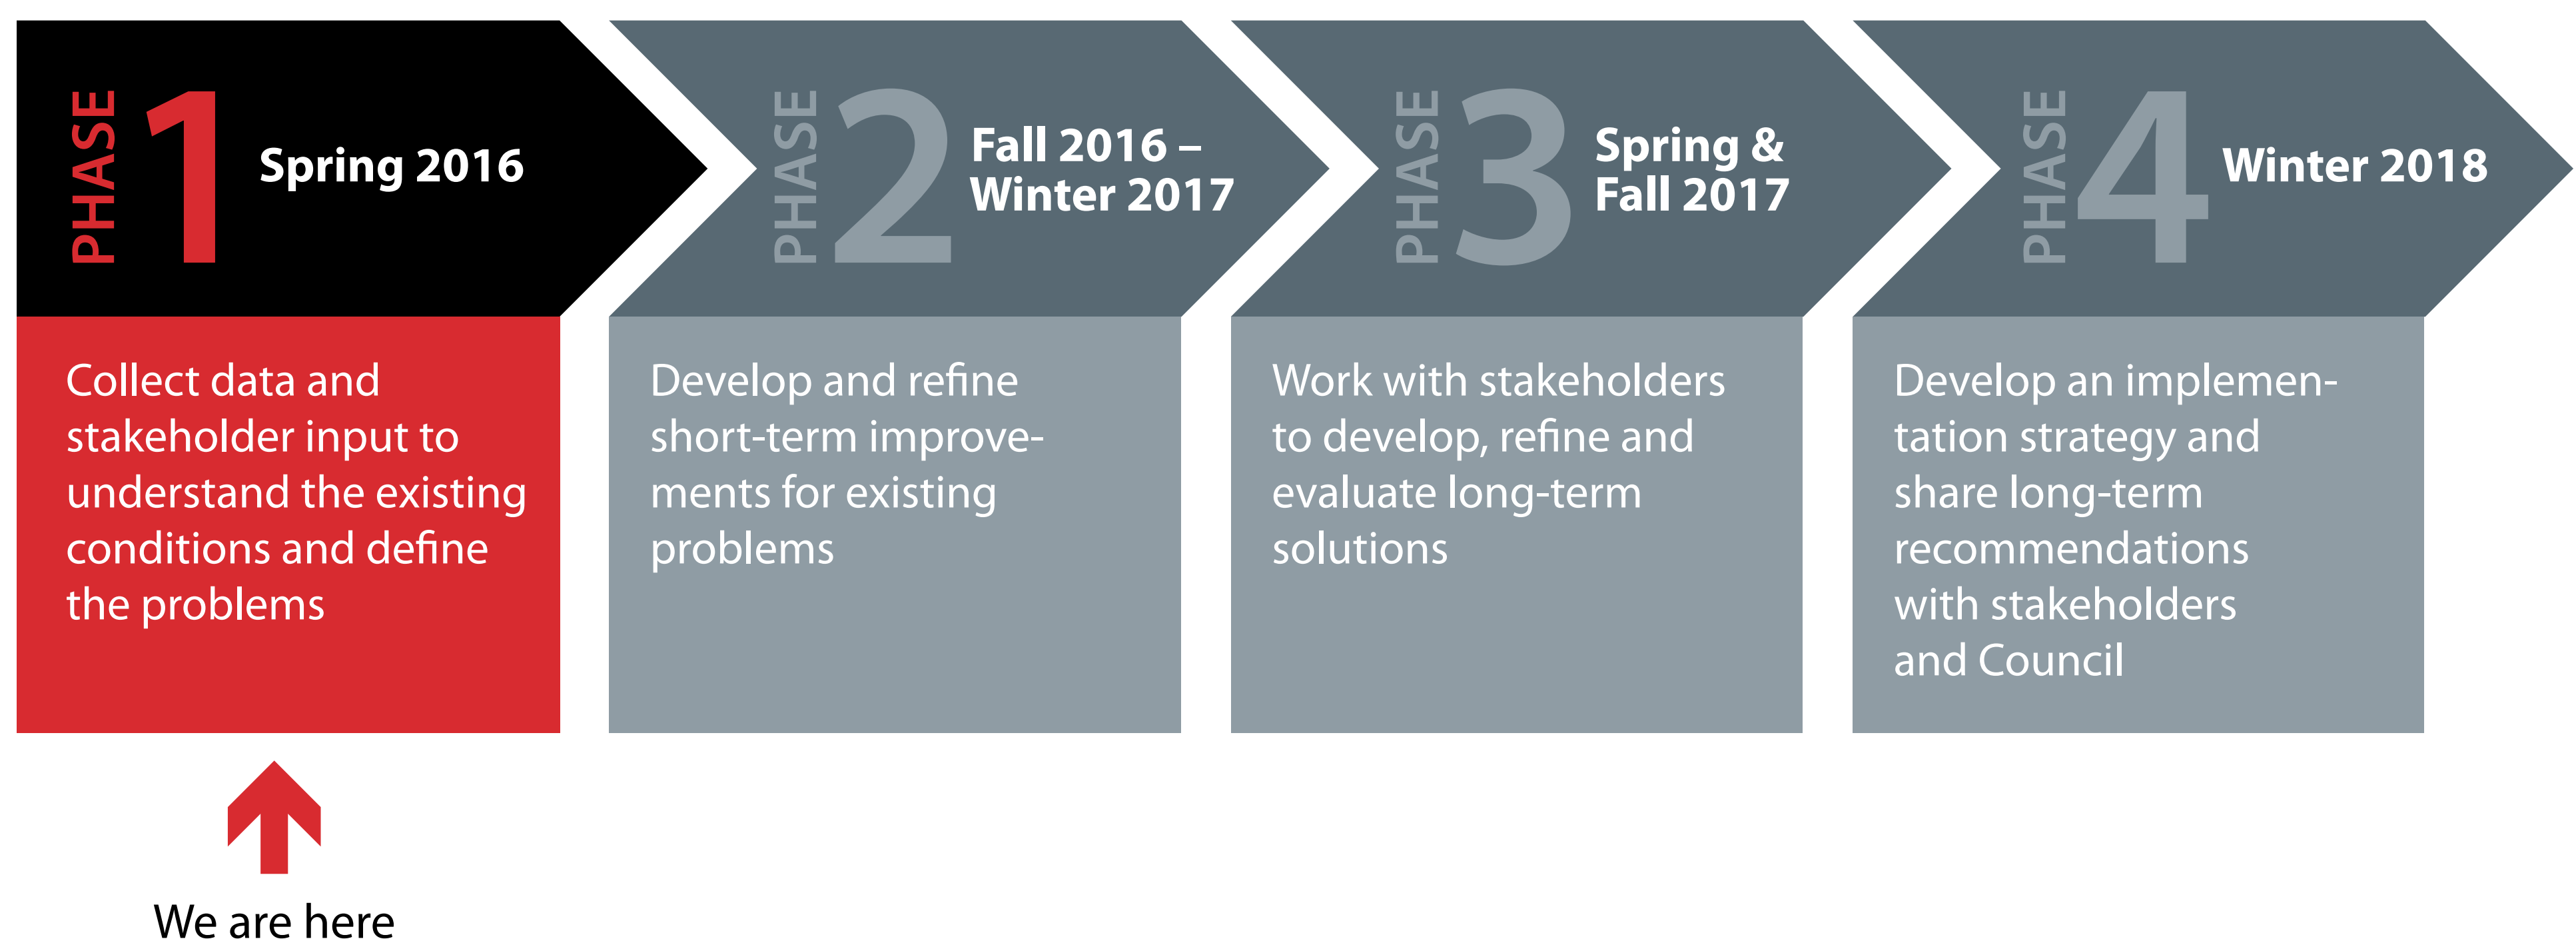 PHASE 1
Spring 2016
Collect data and
stakeholder input to
understand the existing
conditions and define
the problems
We are here
PHASE 2
Fall 2016 –
Winter 2017
Develop and refine
short-term improve-
ments for existing
problems
PHASE 3
Spring &
Fall 2017
Work with stakeholders
to develop, refine and
evaluate long-term
solutions
PHASE 4
Winter 2018
Develop an implemen-
tation strategy and
share long-term
recommendations
with stakeholders
and Council